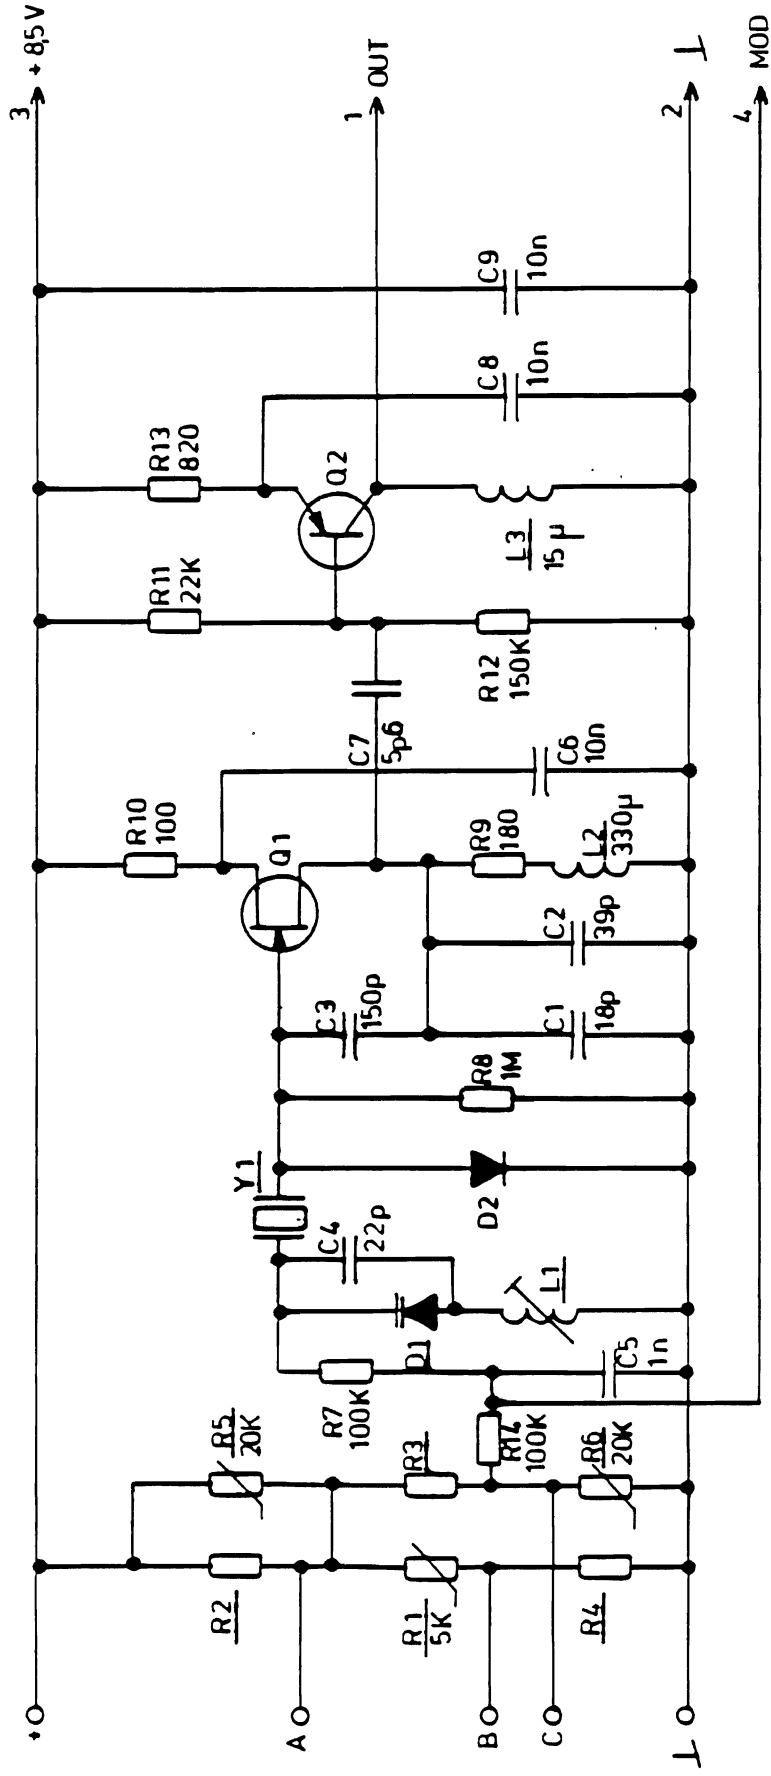 +
A
B
C
⊥
R2
R5
20K
R1
5K
R3
R4
R6
20K
R14
100K
R7
100K
D1
C5
1n
L1
C4
22p
Y1
D2
R8
1M
C3
150p
C1
18p
C2
39p
Q1
R10
100
R9
180
L2
330µ
C6
10n
C7
5p6
R11
22K
R12
150K
R13
820
Q2
L3
15µ
C8
10n
C9
10n
3
+8,5V
1
OUT
2
⊥
4
MOD